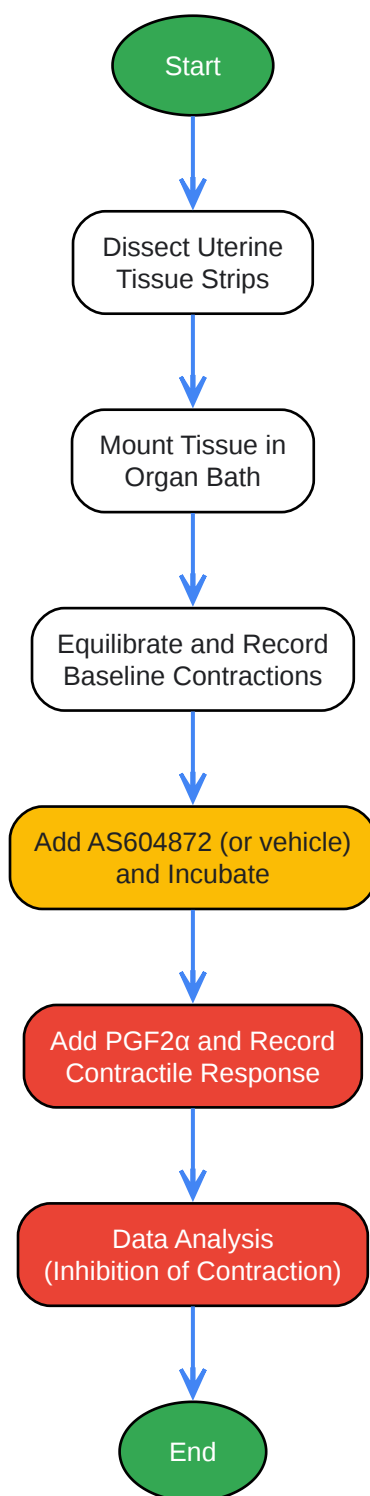 Start
Dissect Uterine
Tissue Strips
Mount Tissue in
Organ Bath
Equilibrate and Record
Baseline Contractions
Add AS604872 (or vehicle)
and Incubate
Add PGF2α and Record
Contractile Response
Data Analysis
(Inhibition of Contraction)
End